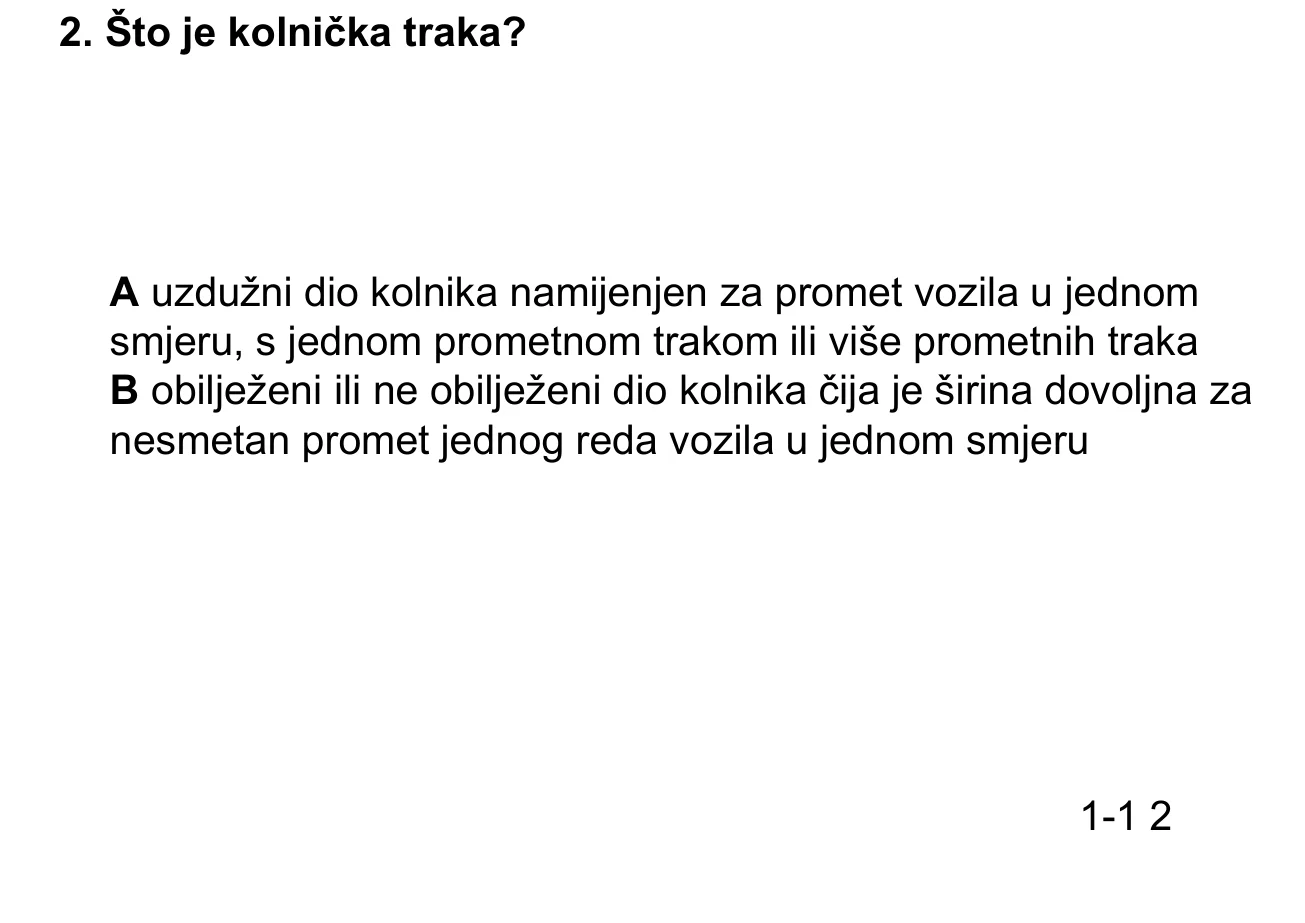 2. Što je kolnička traka?
A uzdužni dio kolnika namijenjen za promet vozila u jednom
smjeru, s jednom prometnom trakom ili više prometnih traka
B obilježeni ili ne obilježeni dio kolnika čija je širina dovoljna za
nesmetan promet jednog reda vozila u jednom smjeru
1-1 2